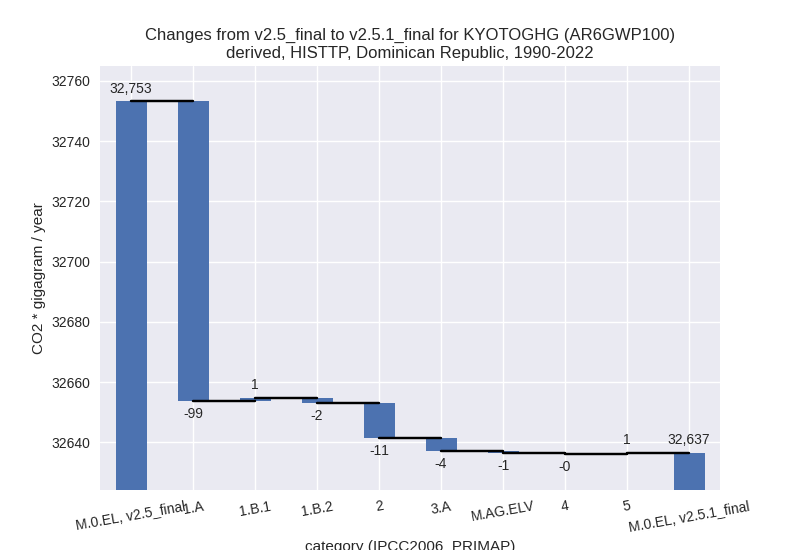 Changes from v2.5_final to v2.5.1_final for KYOTOGHG (AR6GWP100)
derived, HISTTP, Dominican Republic, 1990-2022
32760
32740
32720
32700
32680
32660
32640
CO2 * gigagram / year
32,753
-99
1
-2
-11
-4
-1
-0
1
32,637
M.0.EL, v2.5_final
1.A
1.B.1
1.B.2
2
3.A
M.AG.ELV
4
5
M.0.EL, v2.5.1_final
category (IPCC2006_PRIMAP)